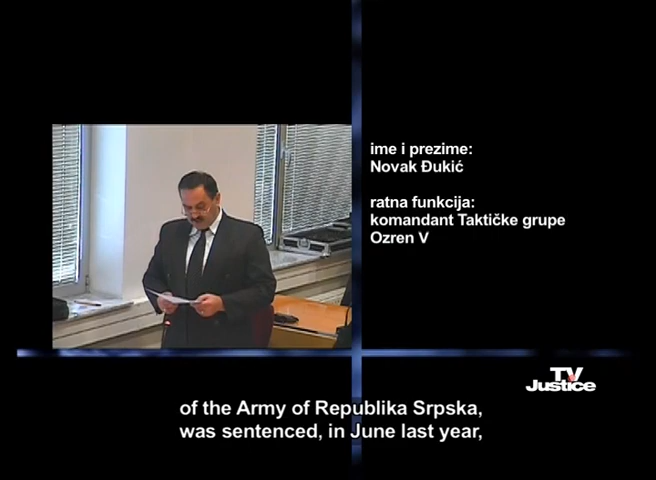 ime i prezime:
Novak Đukić
ratna funkcija:
komandant Taktičke grupe
Ozren V
TV
Justice
of the Army of Republika Srpska,
was sentenced, in June last year,